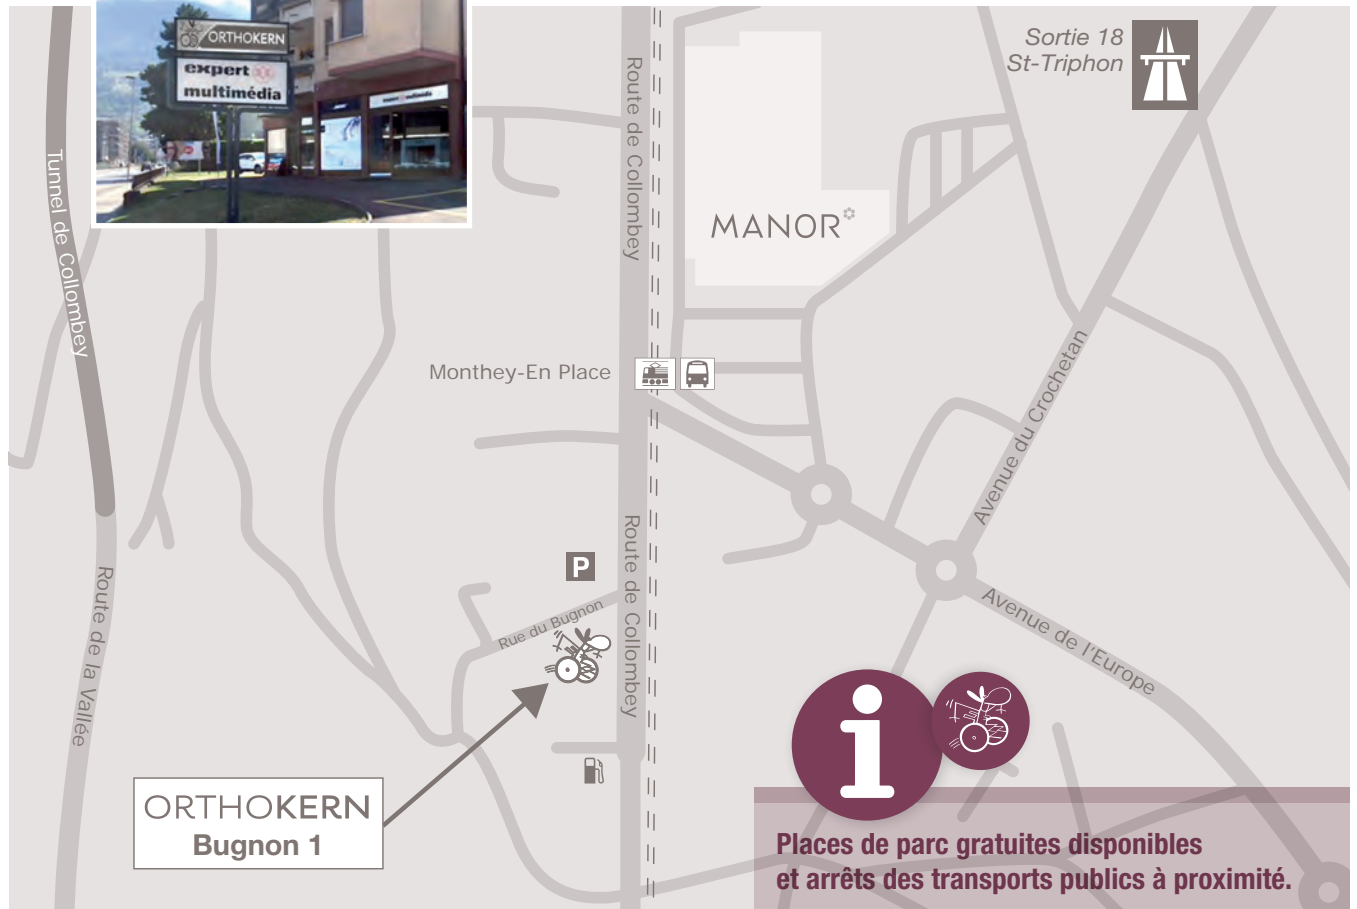 ORTHOKERN
expert
multimédia
expert multimédia
Sortie 18
St-Triphon
Tunnel de Collombey
Route de Collombey
MANOR
Monthey-En Place
Avenue du Crochetan
P
Route de Collombey
Rue du Bugnon
Route de la Vallée
Avenue de l'Europe
ORTHOKERN
Bugnon 1
i
Places de parc gratuites disponibles
et arrêts des transports publics à proximité.